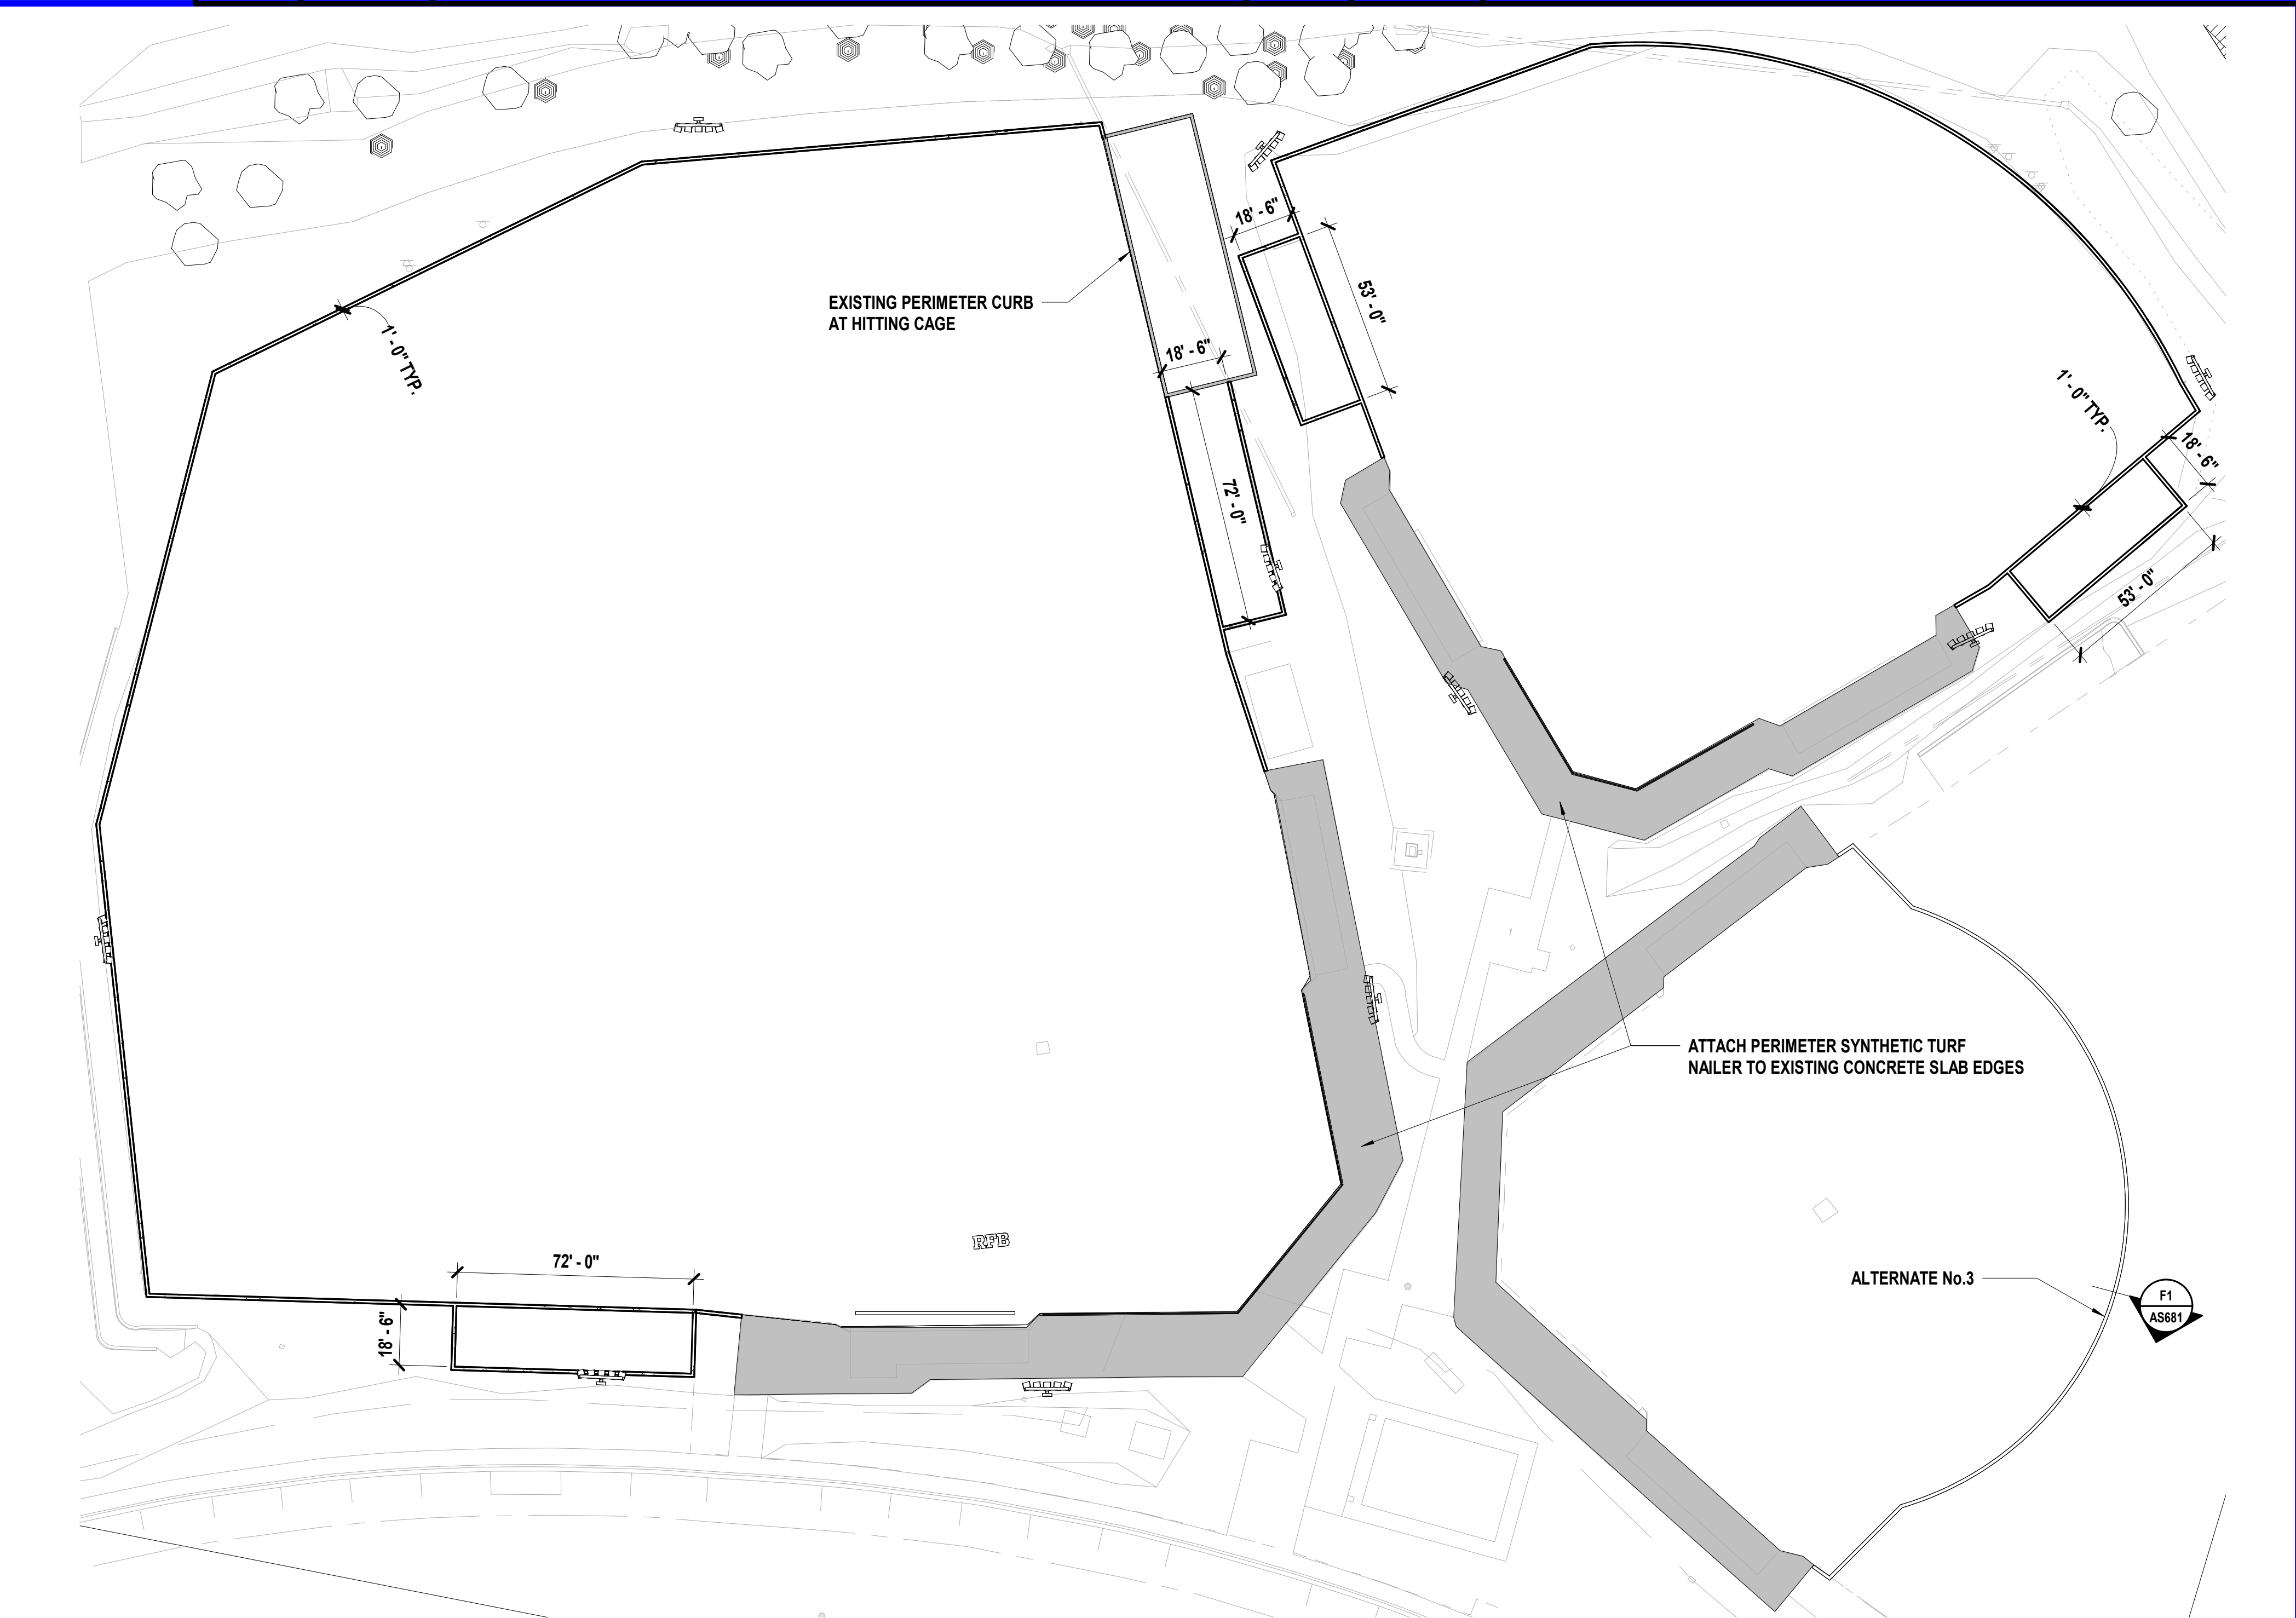 18' - 6"
53' - 0"
EXISTING PERIMETER CURB
AT HITTING CAGE
1' - 0" TYP.
18' - 6"
72' - 0"
1' - 0" TYP.
18' - 6"
53' - 0"
ATTACH PERIMETER SYNTHETIC TURF
NAILER TO EXISTING CONCRETE SLAB EDGES
RFB
72' - 0"
18' - 6"
ALTERNATE No.3
F1
AS681